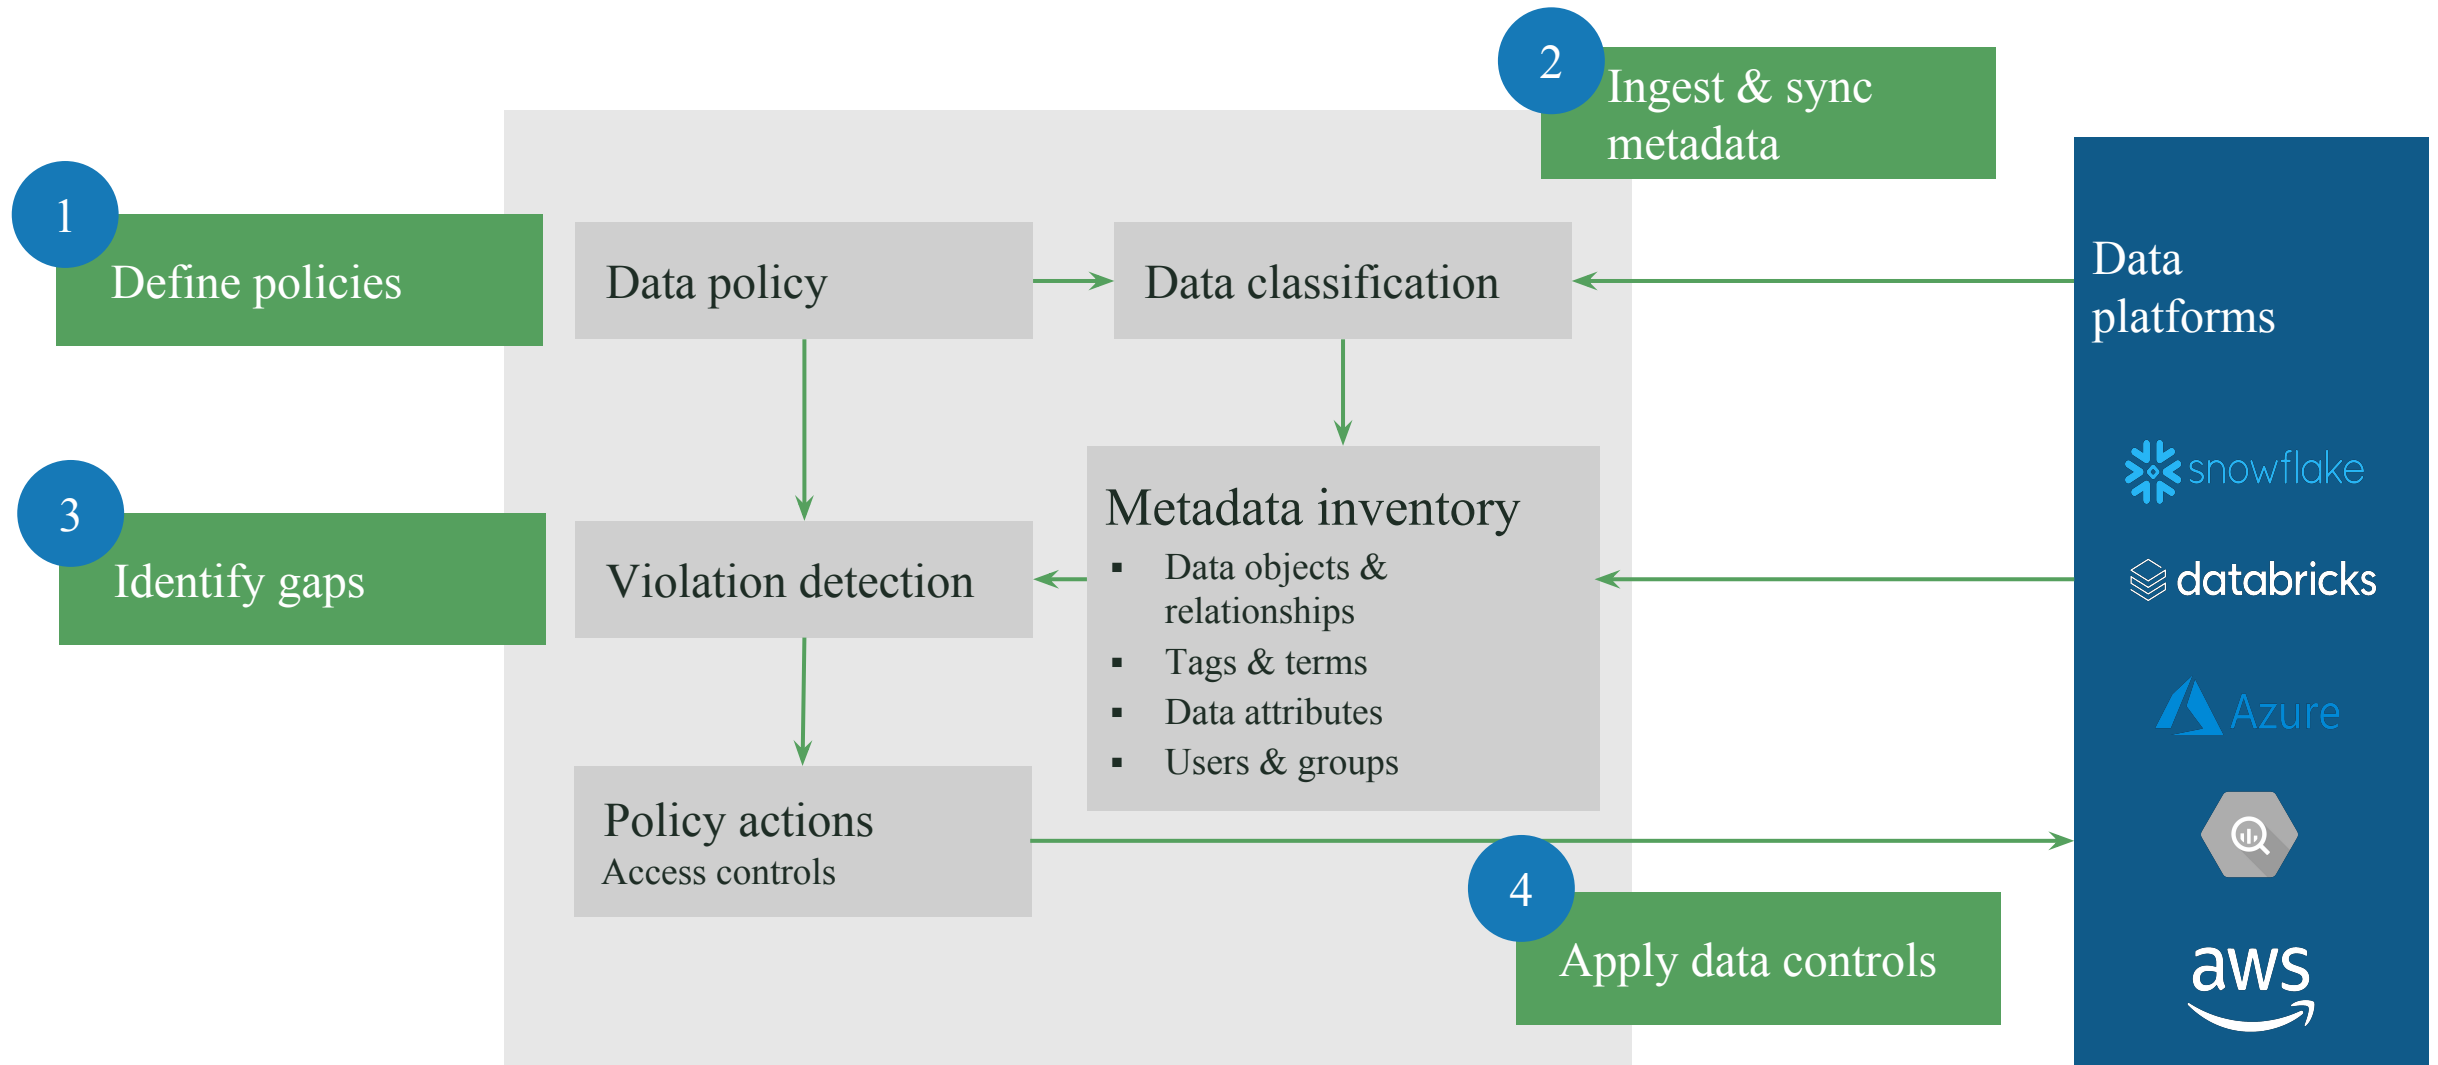 1
Define policies
2
Ingest & sync
metadata
Data policy
Data classification
Data
platforms
3
Identify gaps
Violation detection
Metadata inventory
▪ Data objects &
relationships
▪ Tags & terms
▪ Data attributes
▪ Users & groups
Policy actions
Access controls
4
Apply data controls
snowflake
databricks
Azure
aws